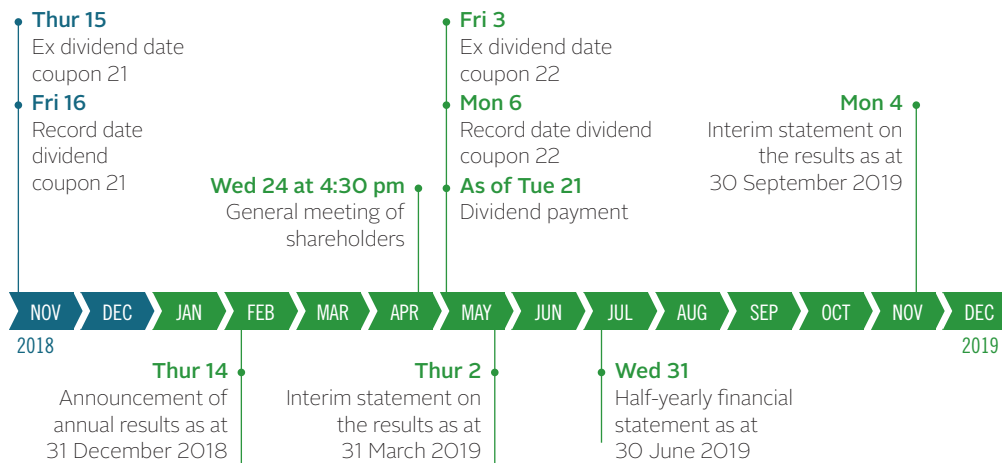 Thur 15
Ex dividend date
coupon 21
Fri 16
Record date
dividend
coupon 21
Wed 24 at 4:30 pm
General meeting of
shareholders
Fri 3
Ex dividend date
coupon 22
Mon 6
Record date dividend
coupon 22
As of Tue 21
Dividend payment
Mon 4
Interim statement on
the results as at
30 September 2019
NOV DEC JAN FEB MAR APR MAY JUN JUL AUG SEP OCT NOV DEC
2018 2019
Thur 14
Announcement of
annual results as at
31 December 2018
Thur 2
Interim statement on
the results as at
31 March 2019
Wed 31
Half-yearly financial
statement as at
30 June 2019